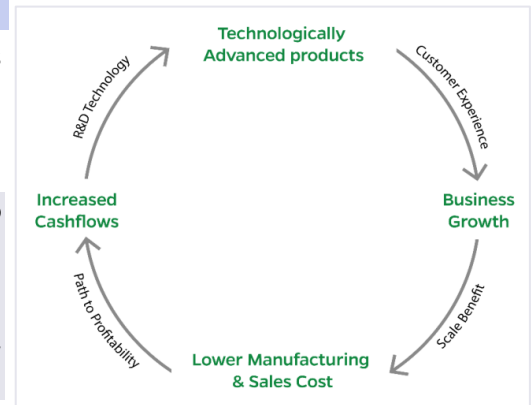 Technologically
Advanced products
Customer Experience
Business
Growth
Scale Benefit
Lower Manufacturing
& Sales Cost
Path to Profitability
Increased
Cashflows
R&D Technology